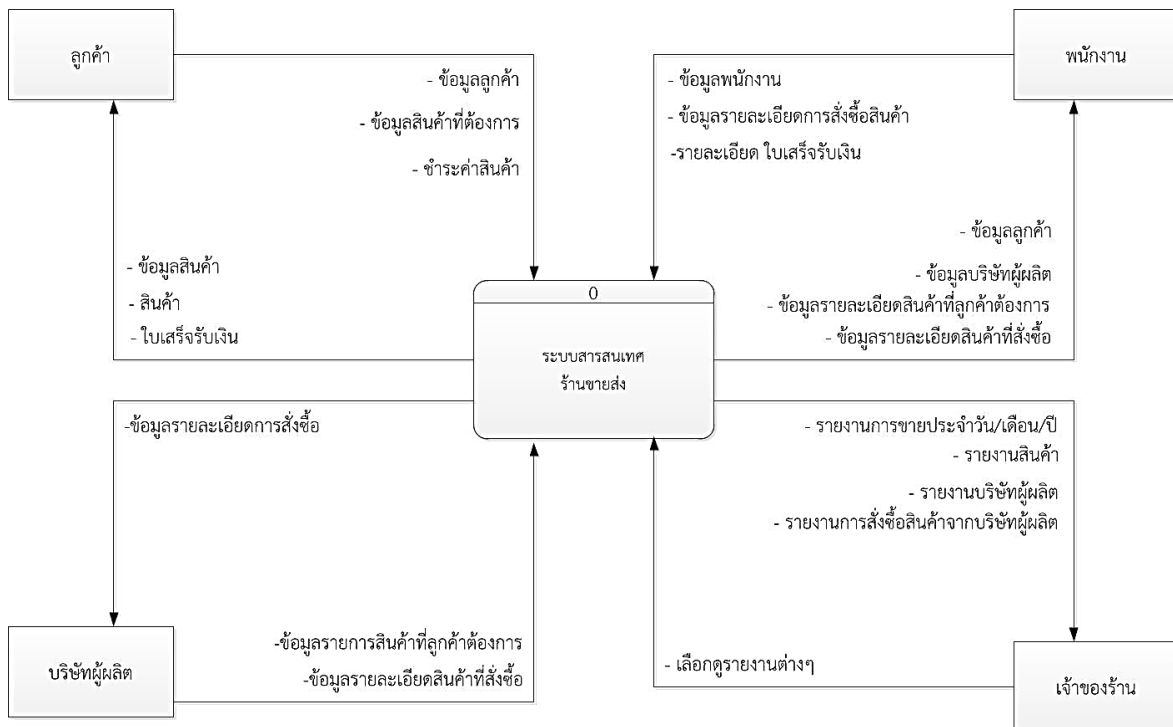 ลูกค้า
พนักงาน
- ข้อมูลลูกค้า
- ข้อมูลสินค้าที่ต้องการ
- ชำระค่าสินค้า
- ข้อมูลพนักงาน
- ข้อมูลรายละเอียดการสั่งซื้อสินค้า
-รายละเอียด ใบเสร็จรับเงิน
- ข้อมูลสินค้า
- สินค้า
- ใบเสร็จรับเงิน
- ข้อมูลลูกค้า
- ข้อมูลบริษัทผู้ผลิต
- ข้อมูลรายละเอียดสินค้าที่ลูกค้าต้องการ
- ข้อมูลรายละเอียดสินค้าที่สั่งซื้อ
0
ระบบสารสนเทศ
ร้านขายส่ง
-ข้อมูลรายละเอียดการสั่งซื้อ
- รายงานการขายประจำวัน/เดือน/ปี
- รายงานสินค้า
- รายงานบริษัทผู้ผลิต
- รายงานการสั่งซื้อสินค้าจากบริษัทผู้ผลิต
-ข้อมูลรายการสินค้าที่ลูกค้าต้องการ
-ข้อมูลรายละเอียดสินค้าที่สั่งซื้อ
- เลือกดูรายงานต่างๆ
บริษัทผู้ผลิต
เจ้าของร้าน